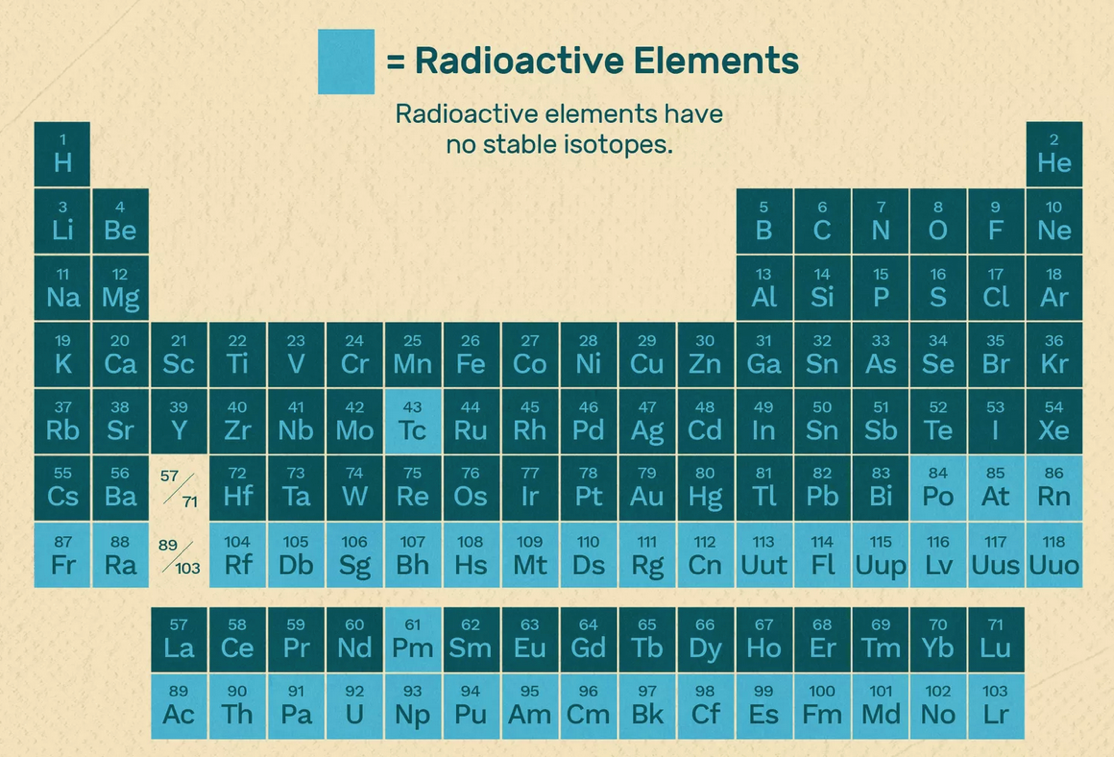 = Radioactive Elements
Radioactive elements have
no stable isotopes.
1 2
H He
3 4 5 6 7 8 9 10
Li Be B C N O F Ne
11 12 13 14 15 16 17 18
Na Mg Al Si P S Cl Ar
19 20 21 22 23 24 25 26 27 28 29 30 31 32 33 34 35 36
K Ca Sc Ti V Cr Mn Fe Co Ni Cu Zn Ga Sn As Se Br Kr
37 38 39 40 41 42 43 44 45 46 47 48 49 50 51 52 53 54
Rb Sr Y Zr Nb Mo Tc Ru Rh Pd Ag Cd In Sn Sb Te I Xe
55 56 57/71 72 73 74 75 76 77 78 79 80 81 82 83 84 85 86
Cs Ba Hf Ta W Re Os Ir Pt Au Hg Tl Pb Bi Po At Rn
87 88 89/103 104 105 106 107 108 109 110 111 112 113 114 115 116 117 118
Fr Ra Rf Db Sg Bh Hs Mt Ds Rg Cn Uut Fl Uup Lv Uus Uuo
57 58 59 60 61 62 63 64 65 66 67 68 69 70 71
La Ce Pr Nd Pm Sm Eu Gd Tb Dy Ho Er Tm Yb Lu
89 90 91 92 93 94 95 96 97 98 99 100 101 102 103
Ac Th Pa U Np Pu Am Cm Bk Cf Es Fm Md No Lr